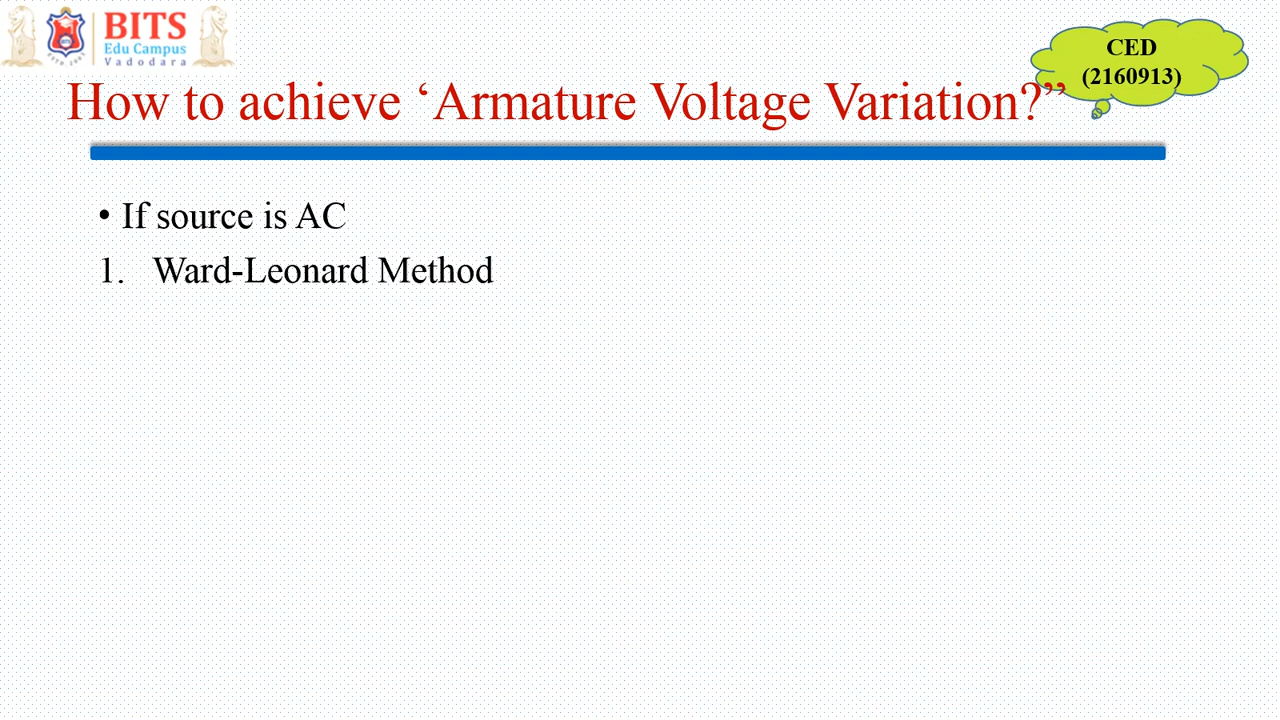 BITS
Edu Campus
Vadodara
CED
(2160913)
How to achieve ‘Armature Voltage Variation?”
• If source is AC
1. Ward-Leonard Method